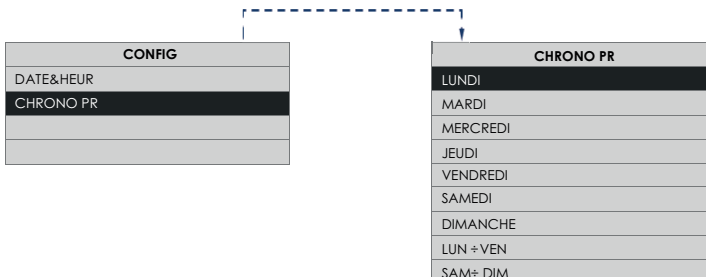 CONFIG
DATE&HEUR
CHRONO PR
CHRONO PR
LUNDI
MARDI
MERCREDI
JEUDI
VENDREDI
SAMEDI
DIMANCHE
LUN ÷VEN
SAM÷ DIM